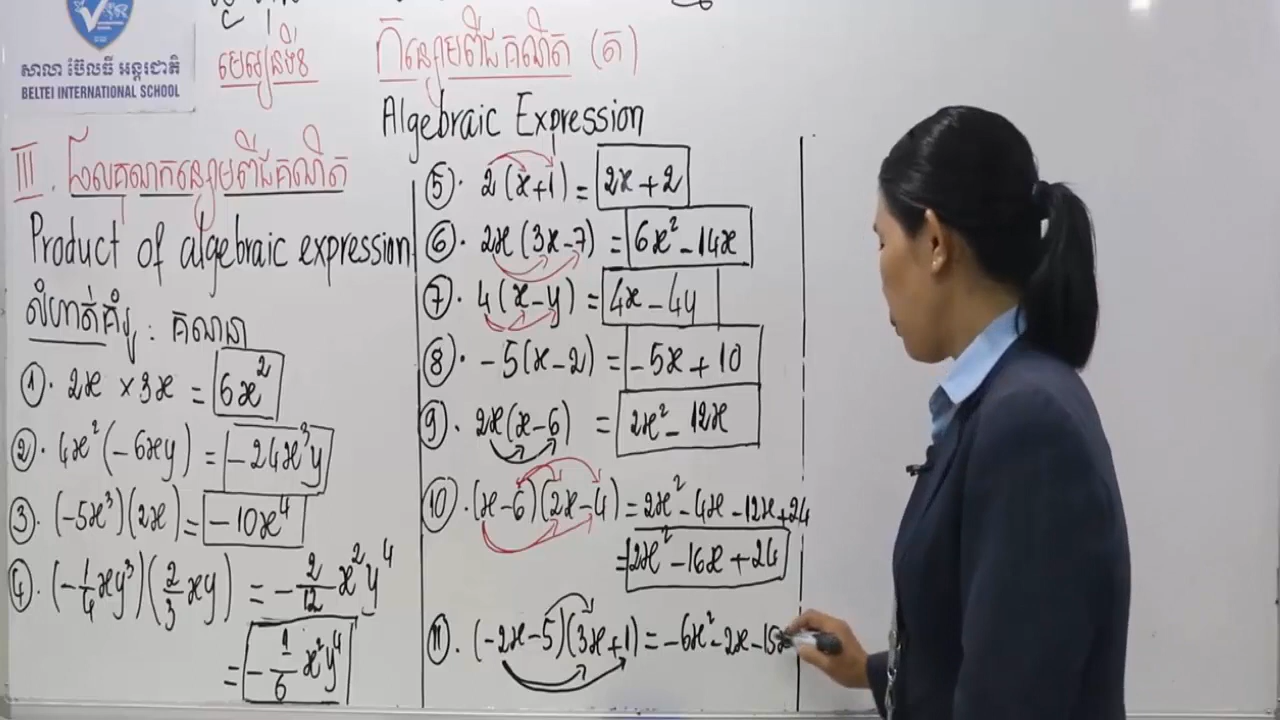 សាលា ប៊ែលធី អន្តរជាតិ
BELTEI INTERNATIONAL SCHOOL
មេរៀនទី៖ កន្សោមពីជគណិត (ត)
Algebraic Expression
III. ផលគុណកន្សោមពីជគណិត
Product of algebraic expression
លំហាត់គំរូ : គណនា
①. 2x × 3x = 6x²
②. 4x²(-6xy) = -24x³y
③. (-5x³)(2x) = -10x⁴
④. (-1/4 xy³)(2/3 xy) = -2/12 x²y⁴
= -1/6 x²y⁴
⑤. 2(x+1) = 2x+2
⑥. 2x(3x-7) = 6x²-14x
⑦. 4(x-y) = 4x-4y
⑧. -5(x-2) = -5x+10
⑨. 2x(x-6) = 2x²-12x
⑩. (x-6)(2x-4) = 2x²-4x-12x+24
= 2x²-16x+24
⑪. (-2x-5)(3x+1) = -6x²-2x-15x